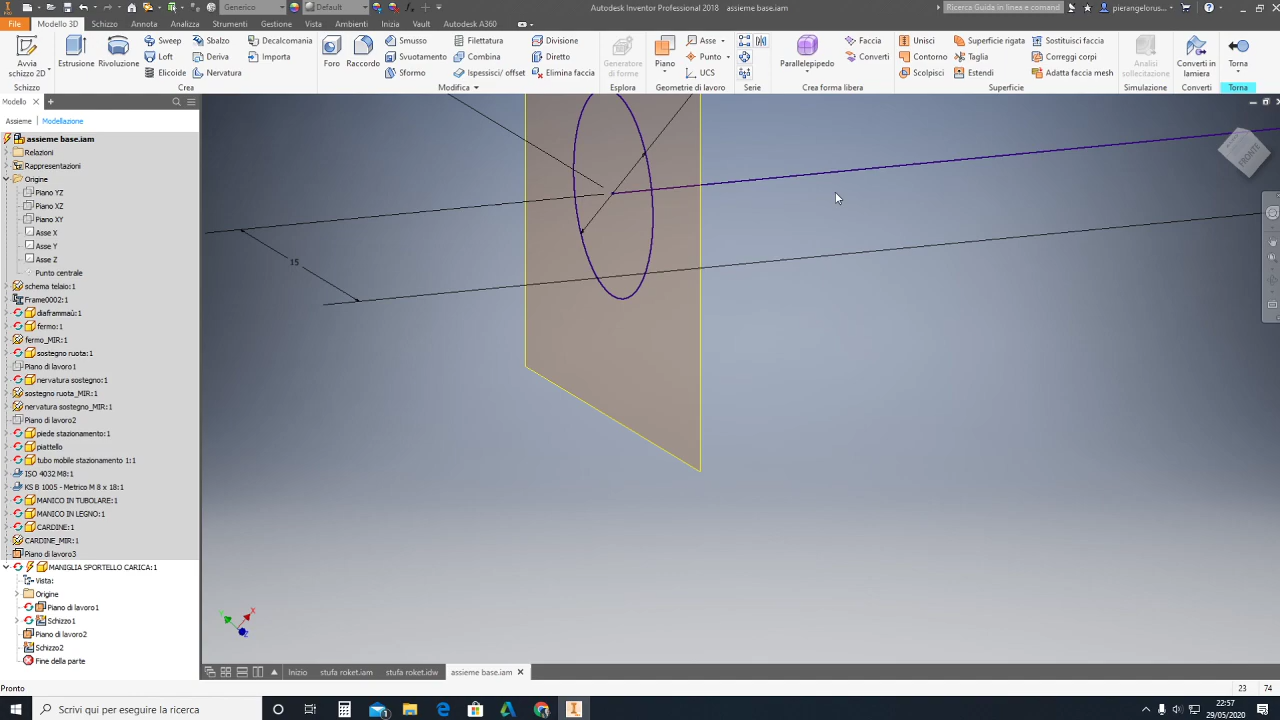 Generico
Default
Autodesk Inventor Professional 2018   assieme base.iam
Ricerca Guida in linea e comand
pierangelorus...
File
Modello 3D
Schizzo
Annota
Analizza
Strumenti
Gestione
Vista
Ambienti
Inizia
Vault
Autodesk A360
Avvia
schizzo 2D
Estrusione
Rivoluzione
Sweep
Loft
Elicoide
Sbalzo
Deriva
Nervatura
Decalcomania
Importa
Foro
Raccordo
Smusso
Svuotamento
Sformo
Filettatura
Combina
Ispessisci/ offset
Divisione
Diretto
Elimina faccia
Generatore
di forme
Piano
Asse
Punto
UCS
Parallelepipedo
Faccia
Converti
Unisci
Contorno
Scolpisci
Superficie rigata
Taglia
Estendi
Sostituisci faccia
Correggi corpi
Adatta faccia mesh
Analisi
sollecitazione
Converti in
lamiera
Torna
Schizzo
Crea
Modifica
Esplora
Geometrie di lavoro
Serie
Crea forma libera
Superficie
Simulazione
Converti
Torna
Modello
Assieme
Modellazione
assieme base.iam
Relazioni
Rappresentazioni
Origine
Piano YZ
Piano XZ
Piano XY
Asse X
Asse Y
Asse Z
Punto centrale
schema telaio:1
Frame0002:1
diaframmaù:1
fermo:1
fermo_MIR:1
sostegno ruota:1
Piano di lavoro1
nervatura sostegno:1
sostegno ruota_MIR:1
nervatura sostegno_MIR:1
Piano di lavoro2
piede stazionamento:1
piattello
tubo mobile stazionamento 1:1
ISO 4032 M8:1
KS B 1005 - Metrico M 8 x 18:1
MANICO IN TUBOLARE:1
MANICO IN LEGNO:1
CARDINE:1
CARDINE_MIR:1
Piano di lavoro3
MANIGLIA SPORTELLO CARICA:1
Vista:
Origine
Piano di lavoro1
Schizzo1
Piano di lavoro2
Schizzo2
Fine della parte
15
FRONTE
X
Y
Z
Inizio
stufa roket.iam
stufa roket.idw
assieme base.iam
Pronto
23
74
Scrivi qui per eseguire la ricerca
22:57
29/05/2020